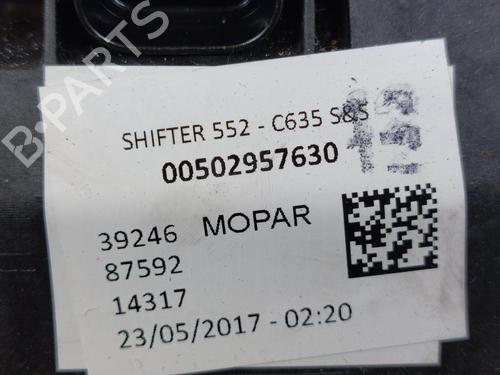 B-PARTS
SHIFTER 552 - C635 S&S
00502957630
39246 MOPAR
87592
14317
23/05/2017 - 02:20